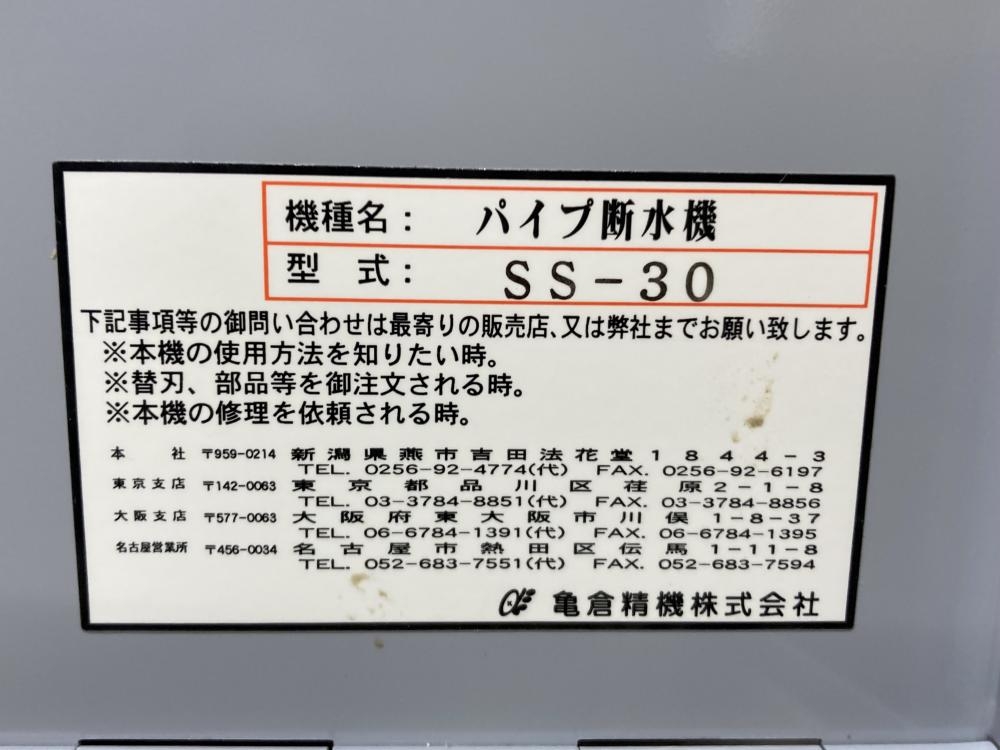 機種名： パイプ断水機
型　式： SS-30
下記事項等の御問い合わせは最寄りの販売店、又は弊社までお願い致します。
※本機の使用方法を知りたい時。
※替刃、部品等を御注文される時。
※本機の修理を依頼される時。
本　　社 〒959-0214 新潟県燕市吉田法花堂1844-3
TEL. 0256-92-4774(代) FAX. 0256-92-6197
東京支店 〒142-0063 東京都品川区荏原2-1-8
TEL. 03-3784-8851(代) FAX. 03-3784-8856
大阪支店 〒577-0063 大阪府東大阪市川俣1-8-37
TEL. 06-6784-1391(代) FAX. 06-6784-1395
名古屋営業所 〒456-0034 名古屋市熱田区伝馬1-11-8
TEL. 052-683-7551(代) FAX. 052-683-7594
亀倉精機株式会社